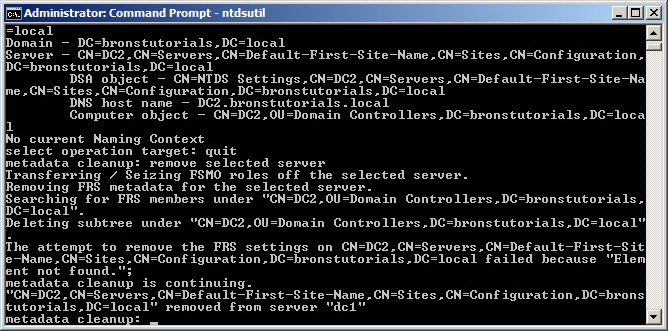 Administrator: Command Prompt - ntdsutil
=local
Domain - DC=bronstutorials,DC=local
Server - CN=DC2,CN=Servers,CN=Default-First-Site-Name,CN=Sites,CN=Configuration,
DC=bronstutorials,DC=local
DSA object - CN=NTDS Settings,CN=DC2,CN=Servers,CN=Default-First-Site-Na
me,CN=Sites,CN=Configuration,DC=bronstutorials,DC=local
DNS host name - DC2.bronstutorials.local
Computer object - CN=DC2,OU=Domain Controllers,DC=bronstutorials,DC=loca
l
No current Naming Context
select operation target: quit
metadata cleanup: remove selected server
Transferring / Seizing FSMO roles off the selected server.
Removing FRS metadata for the selected server.
Searching for FRS members under "CN=DC2,OU=Domain Controllers,DC=bronstutorials,
DC=local".
Deleting subtree under "CN=DC2,OU=Domain Controllers,DC=bronstutorials,DC=local"
.
The attempt to remove the FRS settings on CN=DC2,CN=Servers,CN=Default-First-Sit
e-Name,CN=Sites,CN=Configuration,DC=bronstutorials,DC=local failed because "Elem
ent not found.";
metadata cleanup is continuing.
"CN=DC2,CN=Servers,CN=Default-First-Site-Name,CN=Sites,CN=Configuration,DC=brons
tutorials,DC=local" removed from server "dc1"
metadata cleanup: _